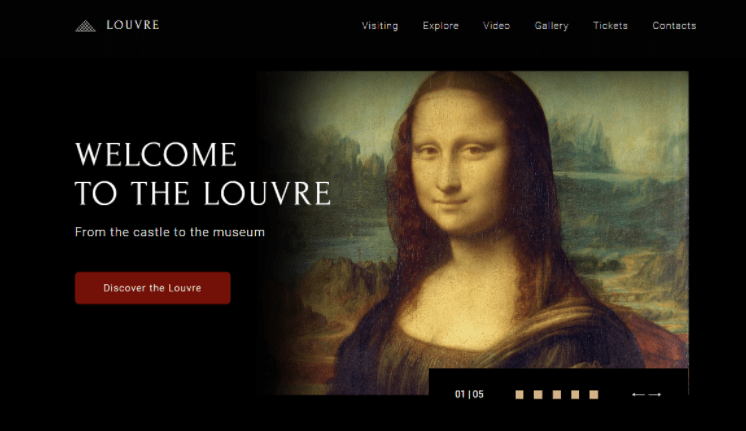 LOUVRE
Visiting Explore Video Gallery Tickets Contacts
WELCOME
TO THE LOUVRE
From the castle to the museum
Discover the Louvre
01 | 05